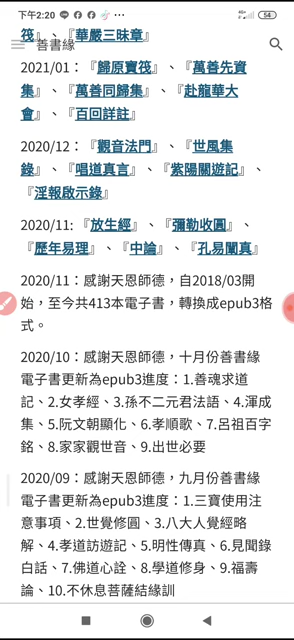 下午2:20
4G
54
善書緣
筏』、『華嚴三昧章』
2021/01：『歸原寶筏』、『萬善先資
集』、『萬善同歸集』、『赴龍華大
會』、『百回詳註』
2020/12：『觀音法門』、『世風集
錄』、『唱道真言』、『紫陽關遊記』、
『淫報啟示錄』
2020/11:『放生經』、『彌勒收圓』、
『歷年易理』、『中論』、『孔易闡真』
2020/11：感謝天恩師德，自2018/03開
始，至今共413本電子書，轉換成epub3格
式。
2020/10：感謝天恩師德，十月份善書緣
電子書更新為epub3進度：1.善魂求道
記、2.女孝經、3.孫不二元君法語、4.渾成
集、5.阮文朝顯化、6.孝順歌、7.呂祖百字
銘、8.家家觀世音、9.出世必要
2020/09：感謝天恩師德，九月份善書緣
電子書更新為epub3進度：1.三寶使用注
意事項、2.世覺修圓、3.八大人覺經略
解、4.孝道訪遊記、5.明性傳真、6.見聞錄
白話、7.佛道心詮、8.學道修身、9.福壽
論、10.不休息菩薩結緣訓